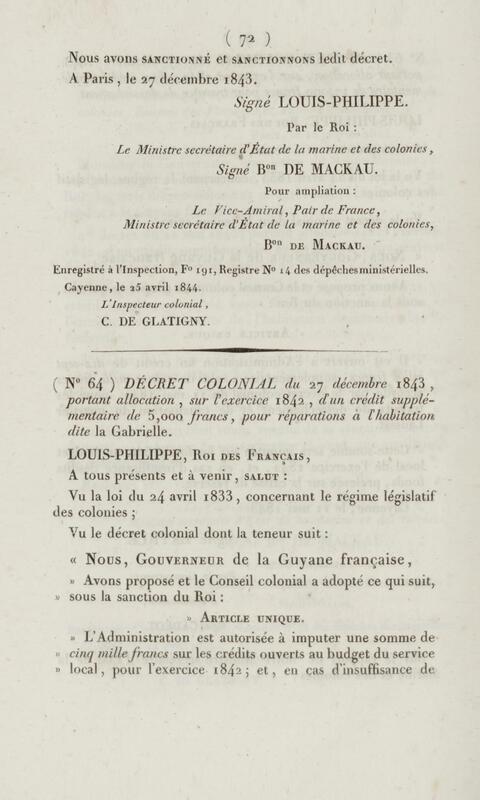 ( 72 )
Nous avons SANCTIONNÉ et SANCTIONNONS ledit décret.
A Paris, le 27 décembre 1843.
Signé LOUIS-PHILIPPE.
Par le Roi :
Le Ministre secrétaire d'État de la marine et des colonies,
Signé Bon DE MACKAU.
Pour ampliation :
Le Vice-Amiral, Pair de France,
Ministre secrétaire d'État de la marine et des colonies,
Bon DE MACKAU.
Enregistré à l'Inspection, Fo 191, Registre No 14 des dépêches ministérielles.
Cayenne, le 25 avril 1844.
L'Inspecteur colonial,
C. DE GLATIGNY.
( No 64 ) DÉCRET COLONIAL du 27 décembre 1843,
portant allocation, sur l'exercice 1842, d'un crédit supplé-
mentaire de 5,000 francs, pour réparations à l'habitation
dite la Gabrielle.
LOUIS-PHILIPPE, ROI DES FRANÇAIS,
A tous présents et à venir, SALUT :
Vu la loi du 24 avril 1833, concernant le régime législatif
des colonies ;
Vu le décret colonial dont la teneur suit :
« NOUS, GOUVERNEUR de la Guyane française,
» Avons proposé et le Conseil colonial a adopté ce qui suit,
» sous la sanction du Roi :
» ARTICLE UNIQUE.
» L'Administration est autorisée à imputer une somme de
» cinq mille francs sur les crédits ouverts au budget du service
» local, pour l'exercice 1842 ; et, en cas d'insuffisance de